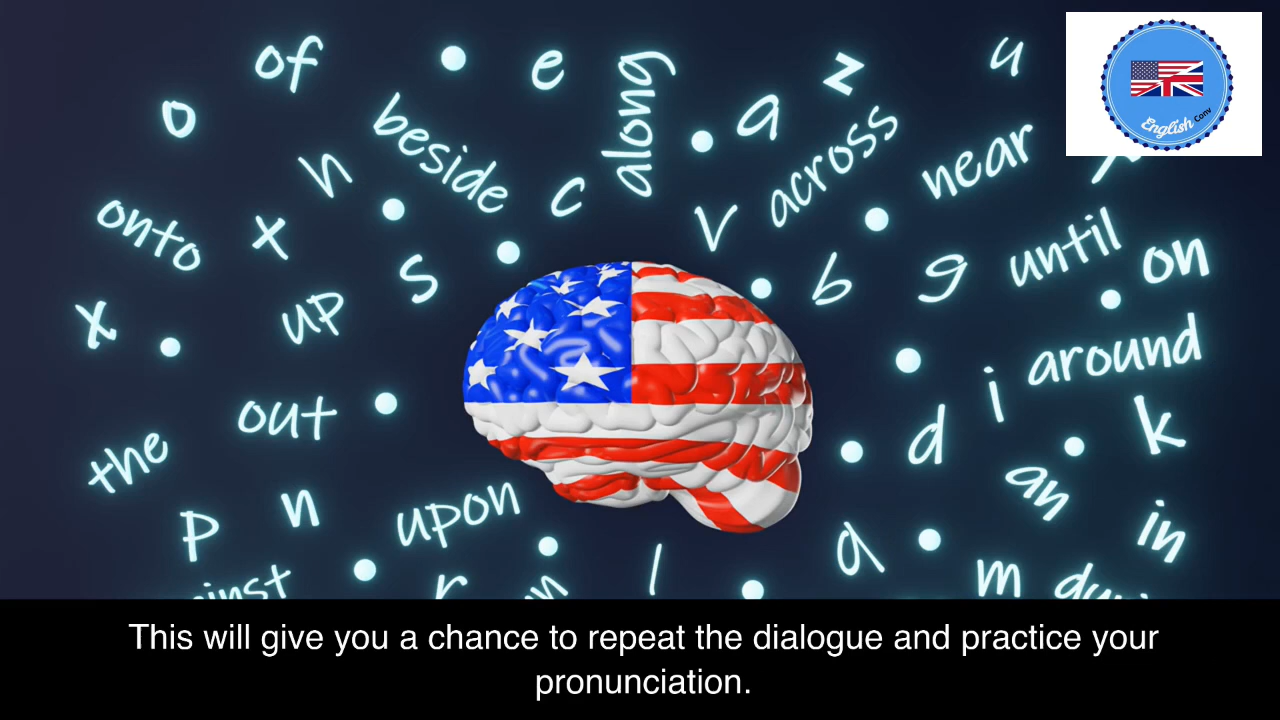 of
e
along
z
u
o
a
beside
across
h
c
near
onto
x
v
until
s
b
g
on
x
up
around
i
out
d
k
the
an
n
upon
p
in
a
l
m
r
English Conv
This will give you a chance to repeat the dialogue and practice your
pronunciation.